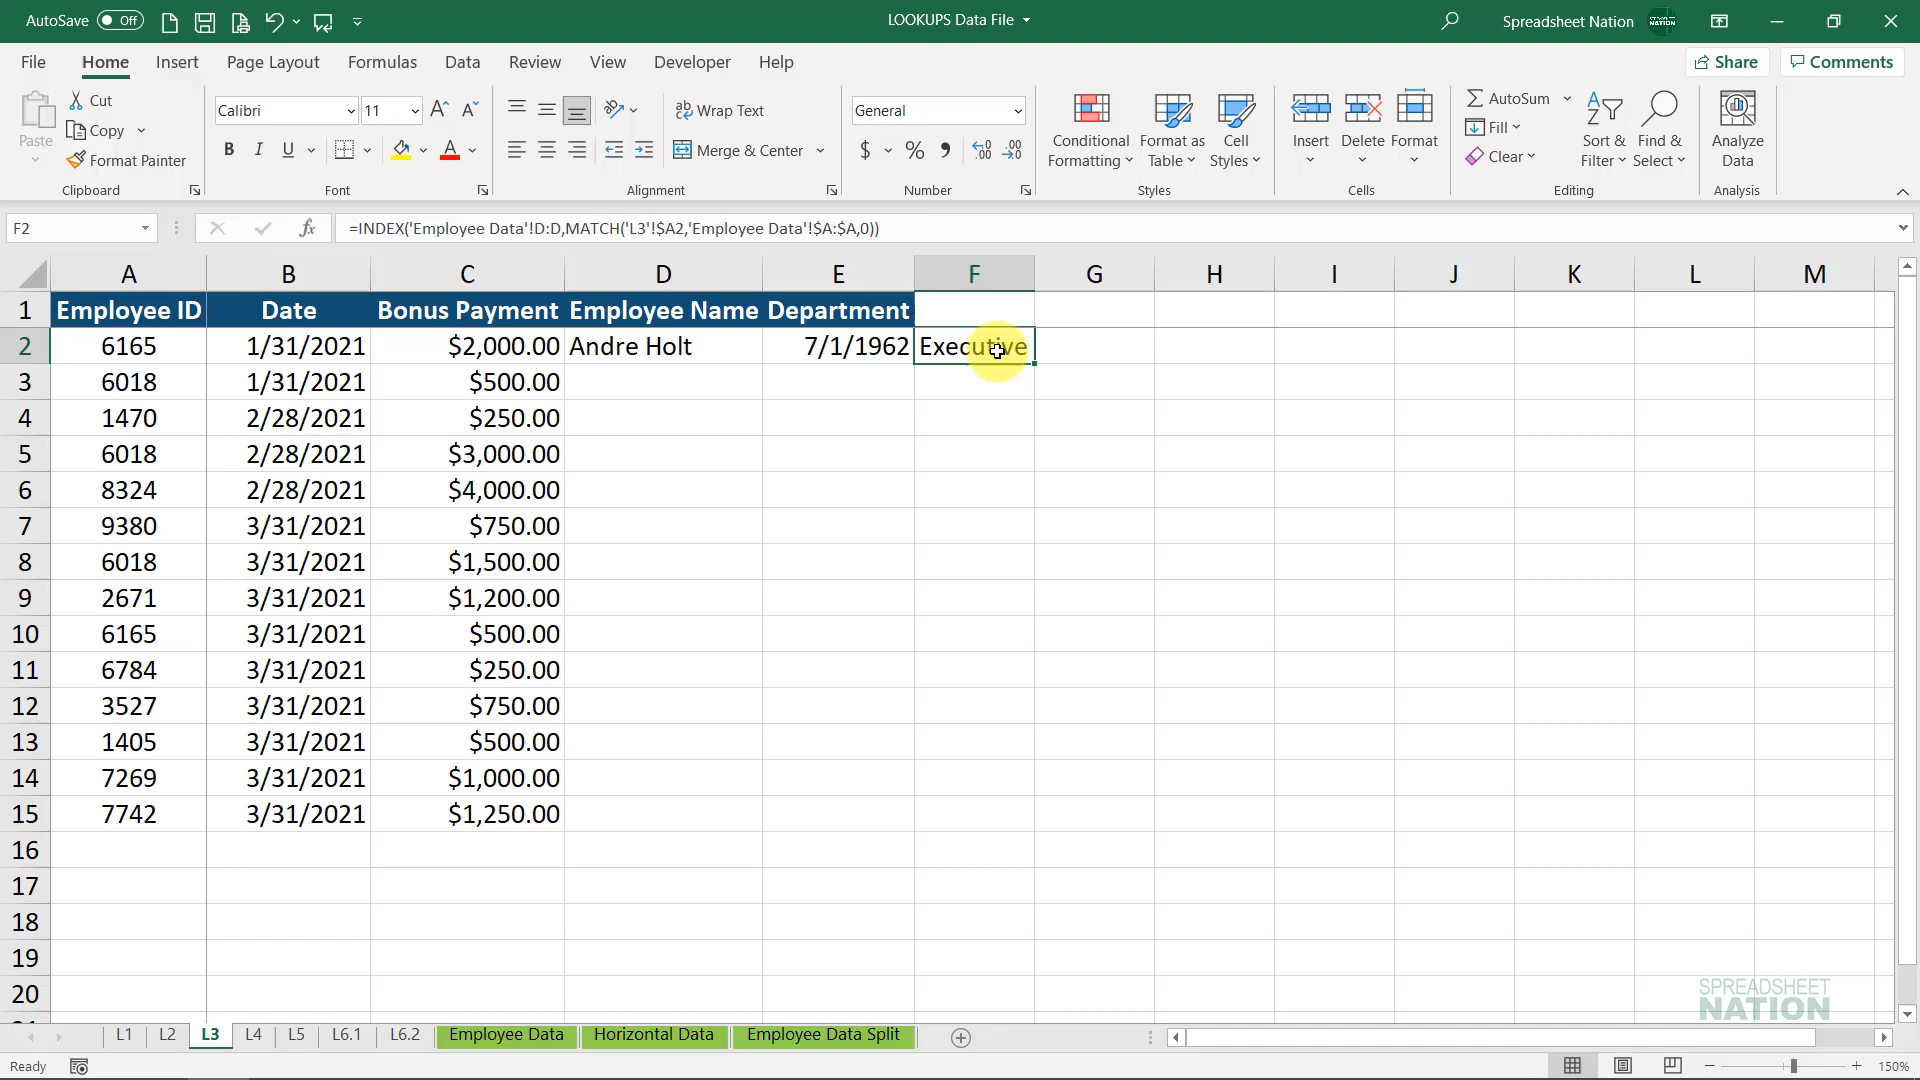 AutoSave Off
LOOKUPS Data File
Spreadsheet Nation
File Home Insert Page Layout Formulas Data Review View Developer Help
Share Comments
Paste
Cut
Copy
Format Painter
Clipboard
Calibri 11
B I U
Font
Wrap Text
Merge & Center
Alignment
General
$ %
Number
Conditional Formatting
Format as Table
Cell Styles
Styles
Insert Delete Format
Cells
AutoSum
Fill
Clear
Sort & Filter
Find & Select
Editing
Analyze Data
Analysis
F2 fx =INDEX('Employee Data'!D:D,MATCH('L3'!$A2,'Employee Data'!$A:$A,0))
A B C D E F G H I J K L M
1 Employee ID Date Bonus Payment Employee Name Department
2 6165 1/31/2021 $2,000.00 Andre Holt 7/1/1962 Executive
3 6018 1/31/2021 $500.00
4 1470 2/28/2021 $250.00
5 6018 2/28/2021 $3,000.00
6 8324 2/28/2021 $4,000.00
7 9380 3/31/2021 $750.00
8 6018 3/31/2021 $1,500.00
9 2671 3/31/2021 $1,200.00
10 6165 3/31/2021 $500.00
11 6784 3/31/2021 $250.00
12 3527 3/31/2021 $750.00
13 1405 3/31/2021 $500.00
14 7269 3/31/2021 $1,000.00
15 7742 3/31/2021 $1,250.00
16
17
18
19
20
SPREADSHEET
NATION
L1 L2 L3 L4 L5 L6.1 L6.2 Employee Data Horizontal Data Employee Data Split
Ready 150%